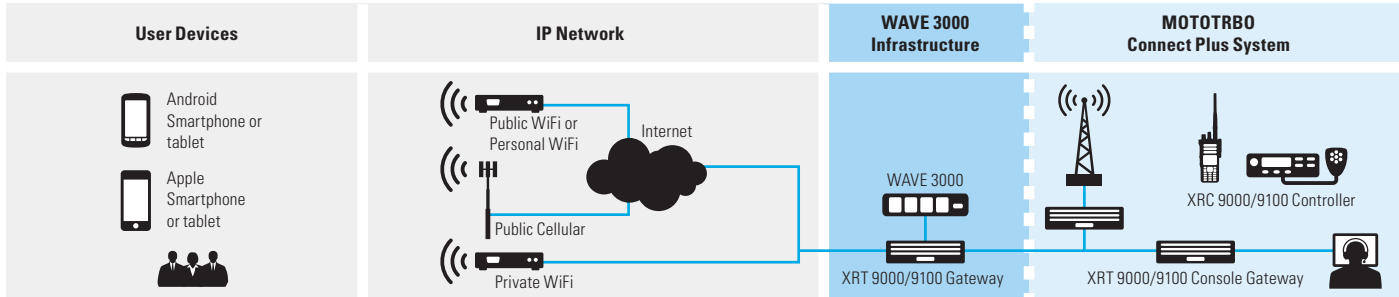 User Devices
IP Network
WAVE 3000
Infrastructure
MOTOTRBO
Connect Plus System
Android
Smartphone or
tablet
Apple
Smartphone
or tablet
Public WiFi or
Personal WiFi
Internet
Public Cellular
Private WiFi
WAVE 3000
XRT 9000/9100 Gateway
XRC 9000/9100 Controller
XRT 9000/9100 Console Gateway